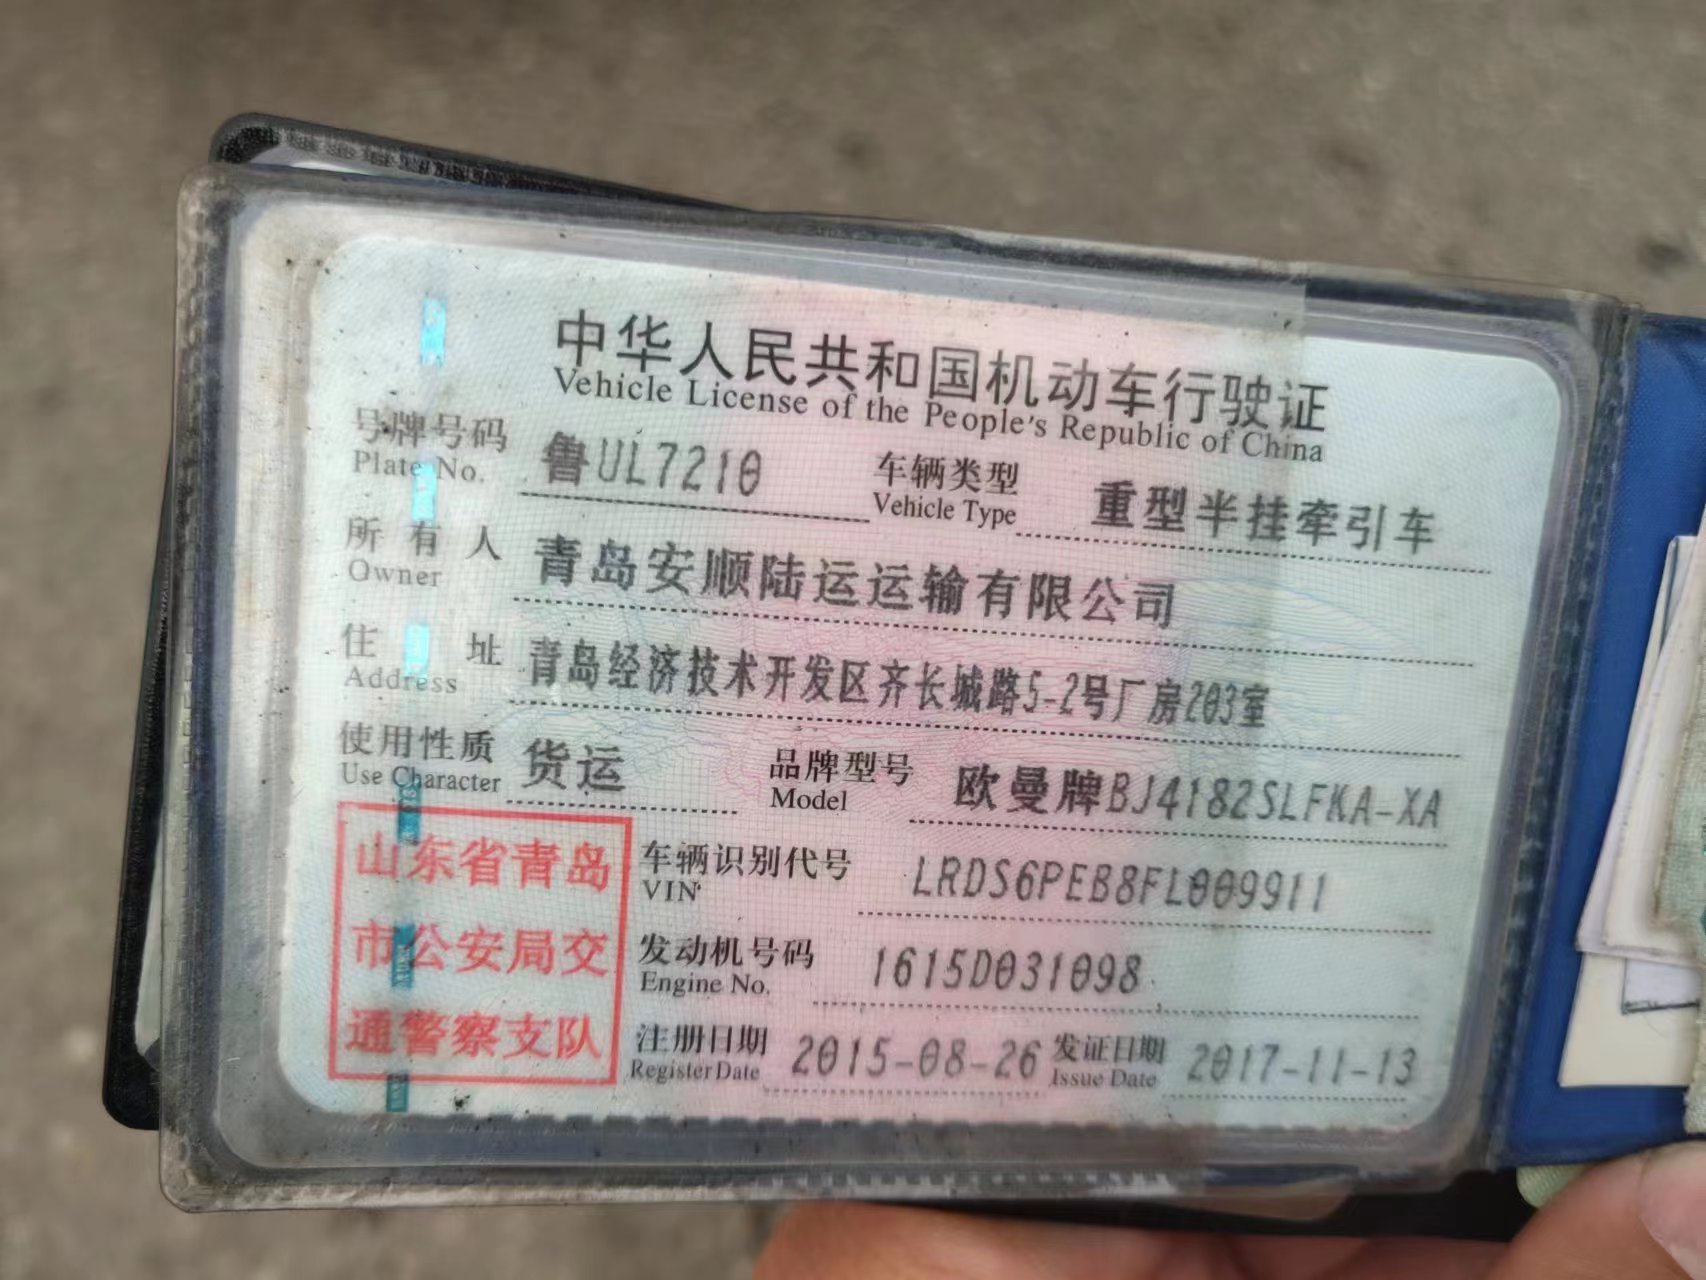 中华人民共和国机动车行驶证
Vehicle License of the People's Republic of China
号牌号码 鲁UL7210 车辆类型 重型半挂牵引车
Plate No. Vehicle Type
所有人 青岛安顺陆运运输有限公司
Owner
住址 青岛经济技术开发区齐长城路5-2号厂房203室
Address
使用性质 货运 品牌型号 欧曼牌BJ4182SLFKA-XA
Use Character Model
山东省青岛
市公安局交
通警察支队
车辆识别代号 LRDS6PEB8FL009911
VIN
发动机号码 1615D031098
Engine No.
注册日期 2015-08-26 发证日期 2017-11-13
Register Date Issue Date